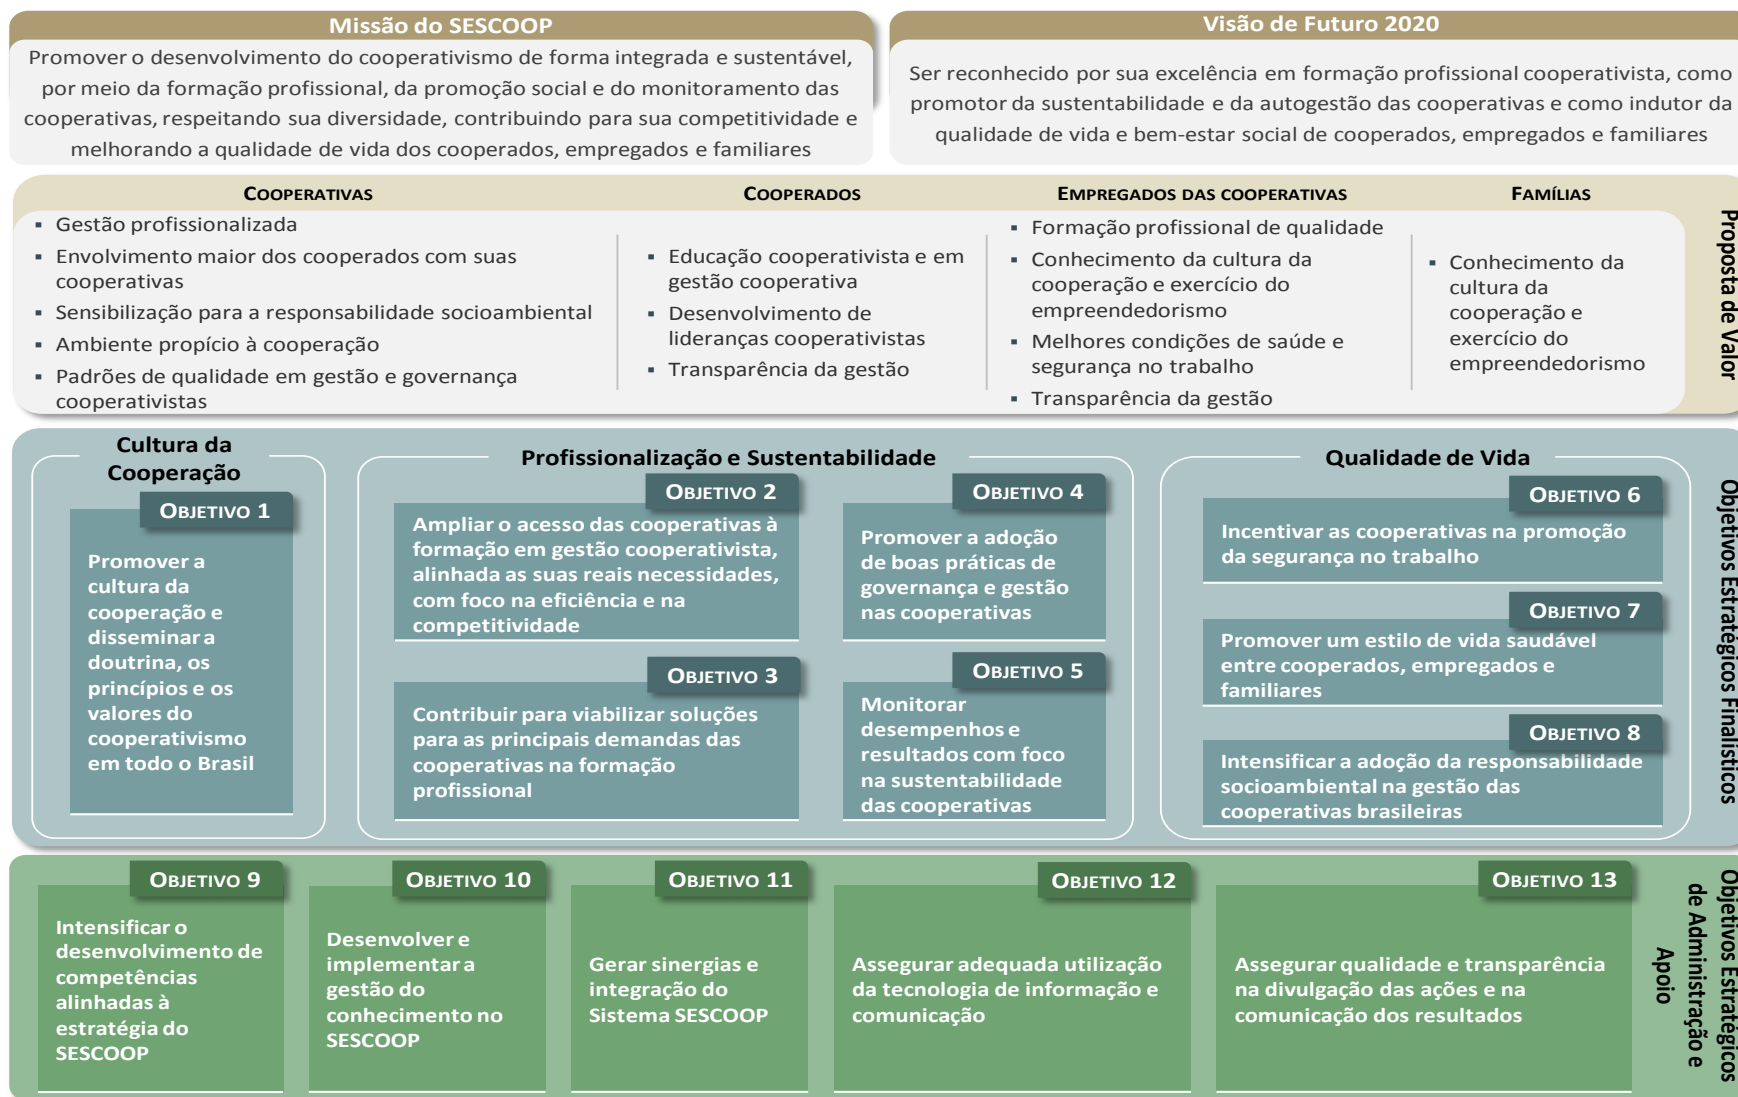 Missão do SESCOOP
Promover o desenvolvimento do cooperativismo de forma integrada e sustentável,
por meio da formação profissional, da promoção social e do monitoramento das
cooperativas, respeitando sua diversidade, contribuindo para sua competitividade e
melhorando a qualidade de vida dos cooperados, empregados e familiares
Visão de Futuro 2020
Ser reconhecido por sua excelência em formação profissional cooperativista, como
promotor da sustentabilidade e da autogestão das cooperativas e como indutor da
qualidade de vida e bem-estar social de cooperados, empregados e familiares
COOPERATIVAS
▪ Gestão profissionalizada
▪ Envolvimento maior dos cooperados com suas
cooperativas
▪ Sensibilização para a responsabilidade socioambiental
▪ Ambiente propício à cooperação
▪ Padrões de qualidade em gestão e governança
cooperativistas
COOPERADOS
▪ Educação cooperativista e em
gestão cooperativa
▪ Desenvolvimento de
lideranças cooperativistas
▪ Transparência da gestão
EMPREGADOS DAS COOPERATIVAS
▪ Formação profissional de qualidade
▪ Conhecimento da cultura da
cooperação e exercício do
empreendedorismo
▪ Melhores condições de saúde e
segurança no trabalho
▪ Transparência da gestão
FAMÍLIAS
▪ Conhecimento da
cultura da
cooperação e
exercício do
empreendedorismo
Proposta de Valor
Cultura da
Cooperação
OBJETIVO 1
Promover a
cultura da
cooperação e
disseminar a
doutrina, os
princípios e os
valores do
cooperativismo
em todo o Brasil
Profissionalização e Sustentabilidade
OBJETIVO 2
Ampliar o acesso das cooperativas à
formação em gestão cooperativista,
alinhada as suas reais necessidades,
com foco na eficiência e na
competitividade
OBJETIVO 3
Contribuir para viabilizar soluções
para as principais demandas das
cooperativas na formação
profissional
OBJETIVO 4
Promover a adoção
de boas práticas de
governança e gestão
nas cooperativas
OBJETIVO 5
Monitorar
desempenhos e
resultados com foco
na sustentabilidade
das cooperativas
Qualidade de Vida
OBJETIVO 6
Incentivar as cooperativas na promoção
da segurança no trabalho
OBJETIVO 7
Promover um estilo de vida saudável
entre cooperados, empregados e
familiares
OBJETIVO 8
Intensificar a adoção da responsabilidade
socioambiental na gestão das
cooperativas brasileiras
Objetivos Estratégicos Finalísticos
OBJETIVO 9
Intensificar o
desenvolvimento de
competências
alinhadas à
estratégia do
SESCOOP
OBJETIVO 10
Desenvolver e
implementar a
gestão do
conhecimento no
SESCOOP
OBJETIVO 11
Gerar sinergias e
integração do
Sistema SESCOOP
OBJETIVO 12
Assegurar adequada utilização
da tecnologia de informação e
comunicação
OBJETIVO 13
Assegurar qualidade e transparência
na divulgação das ações e na
comunicação dos resultados
Objetivos Estratégicos
de Administração e
Apoio